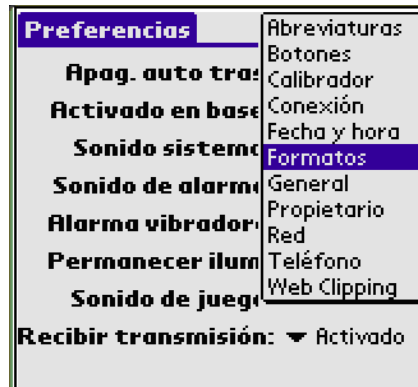 Preferencias
Abreviaturas
Botones
Calibrador
Conexión
Fecha y hora
Formatos
General
Propietario
Red
Teléfono
Web Clipping
Apag. auto tras
Activado en base
Sonido sistem
Sonido de alarm
Alarma vibrador
Permanecer ilum
Sonido de jueg
Recibir transmisión: Activado